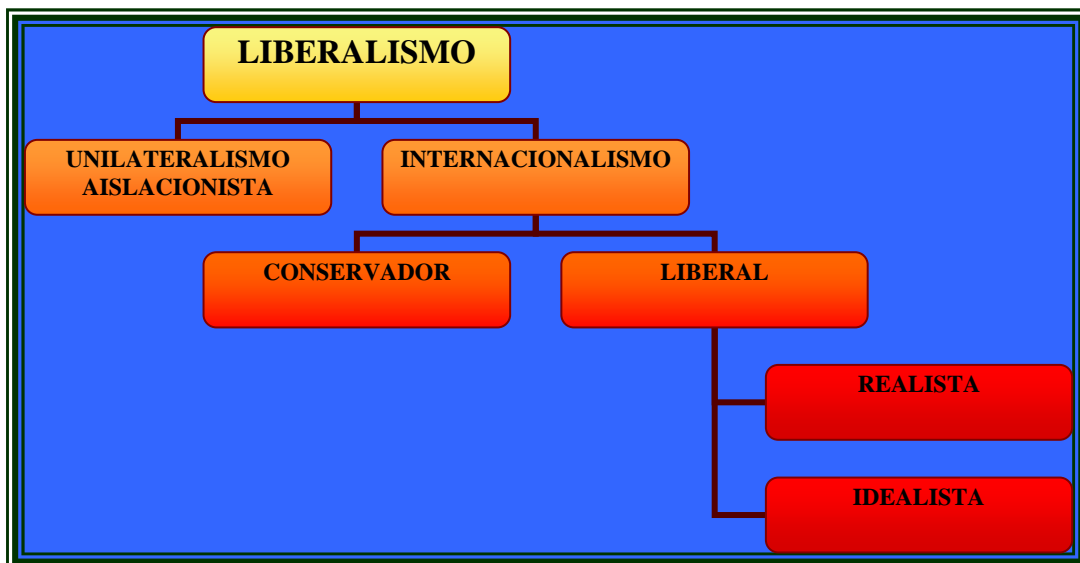 LIBERALISMO
UNILATERALISMO
AISLACIONISTA
INTERNACIONALISMO
CONSERVADOR
LIBERAL
REALISTA
IDEALISTA